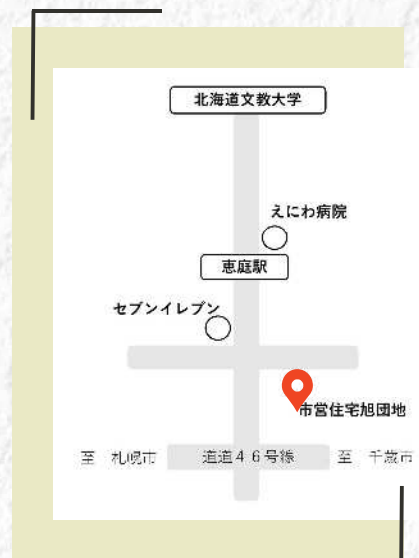 北海道文教大学
えにわ病院
恵庭駅
セブンイレブン
市営住宅旭団地
至 札幌市 道道46号線 至 千歳市